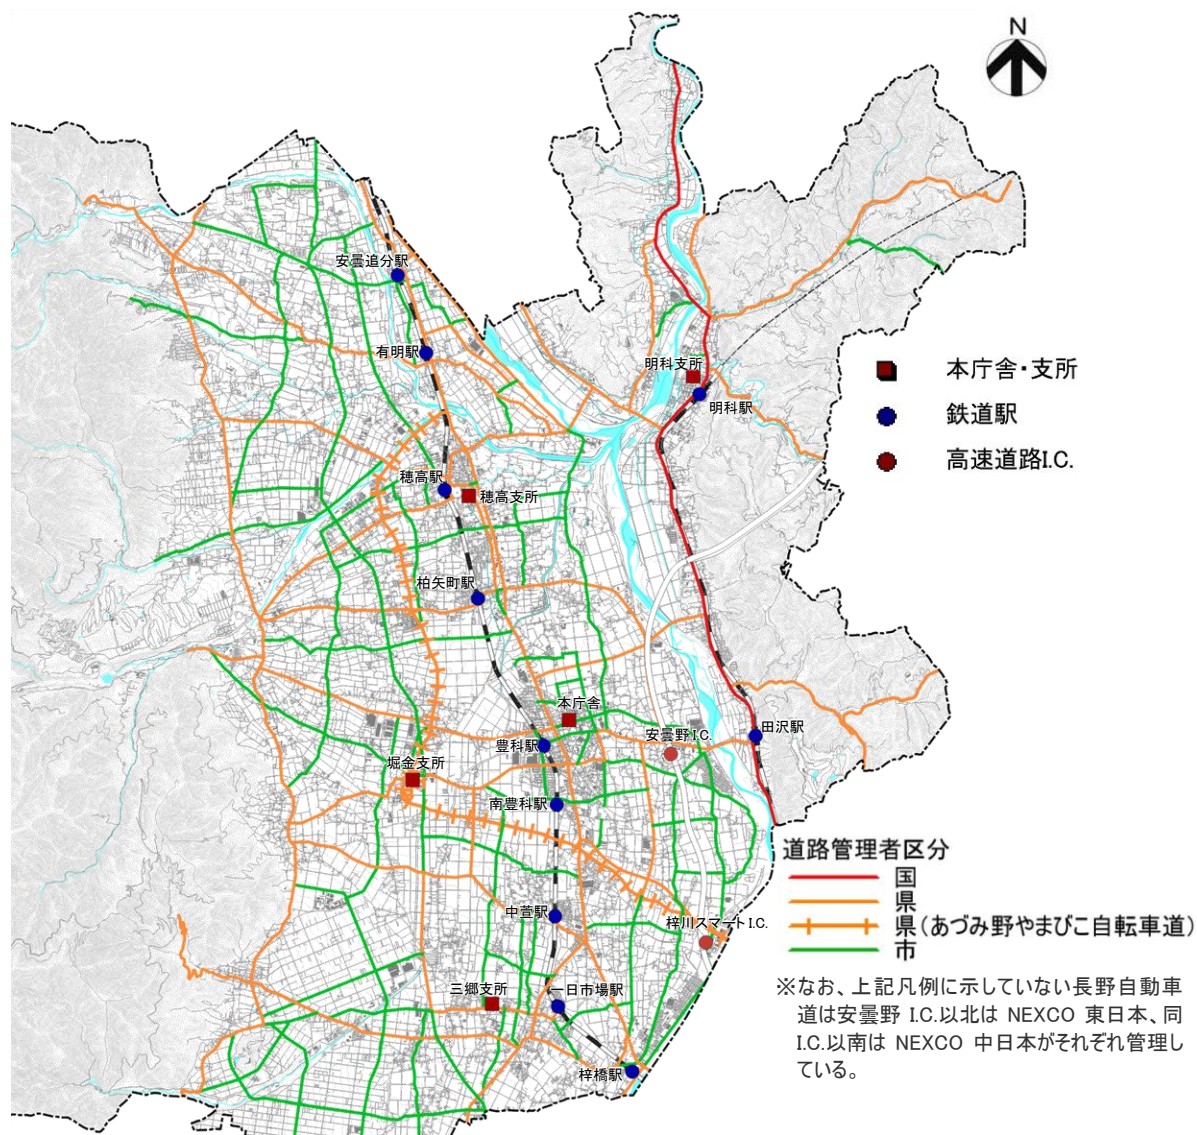 N
安曇追分駅
有明駅
明科支所
明科駅
本庁舎・支所
鉄道駅
高速道路I.C.
穂高駅
穂高支所
柏矢町駅
本庁舎
田沢駅
安曇野 I.C.
豊科駅
堀金支所
南豊科駅
道路管理者区分
国
県
県(あづみ野やまびこ自転車道)
市
中萱駅
梓川スマート I.C.
三郷支所
一日市場駅
梓橋駅
※なお、上記凡例に示していない長野自動車
道は安曇野 I.C.以北は NEXCO 東日本、同
I.C.以南は NEXCO 中日本がそれぞれ管理し
ている。